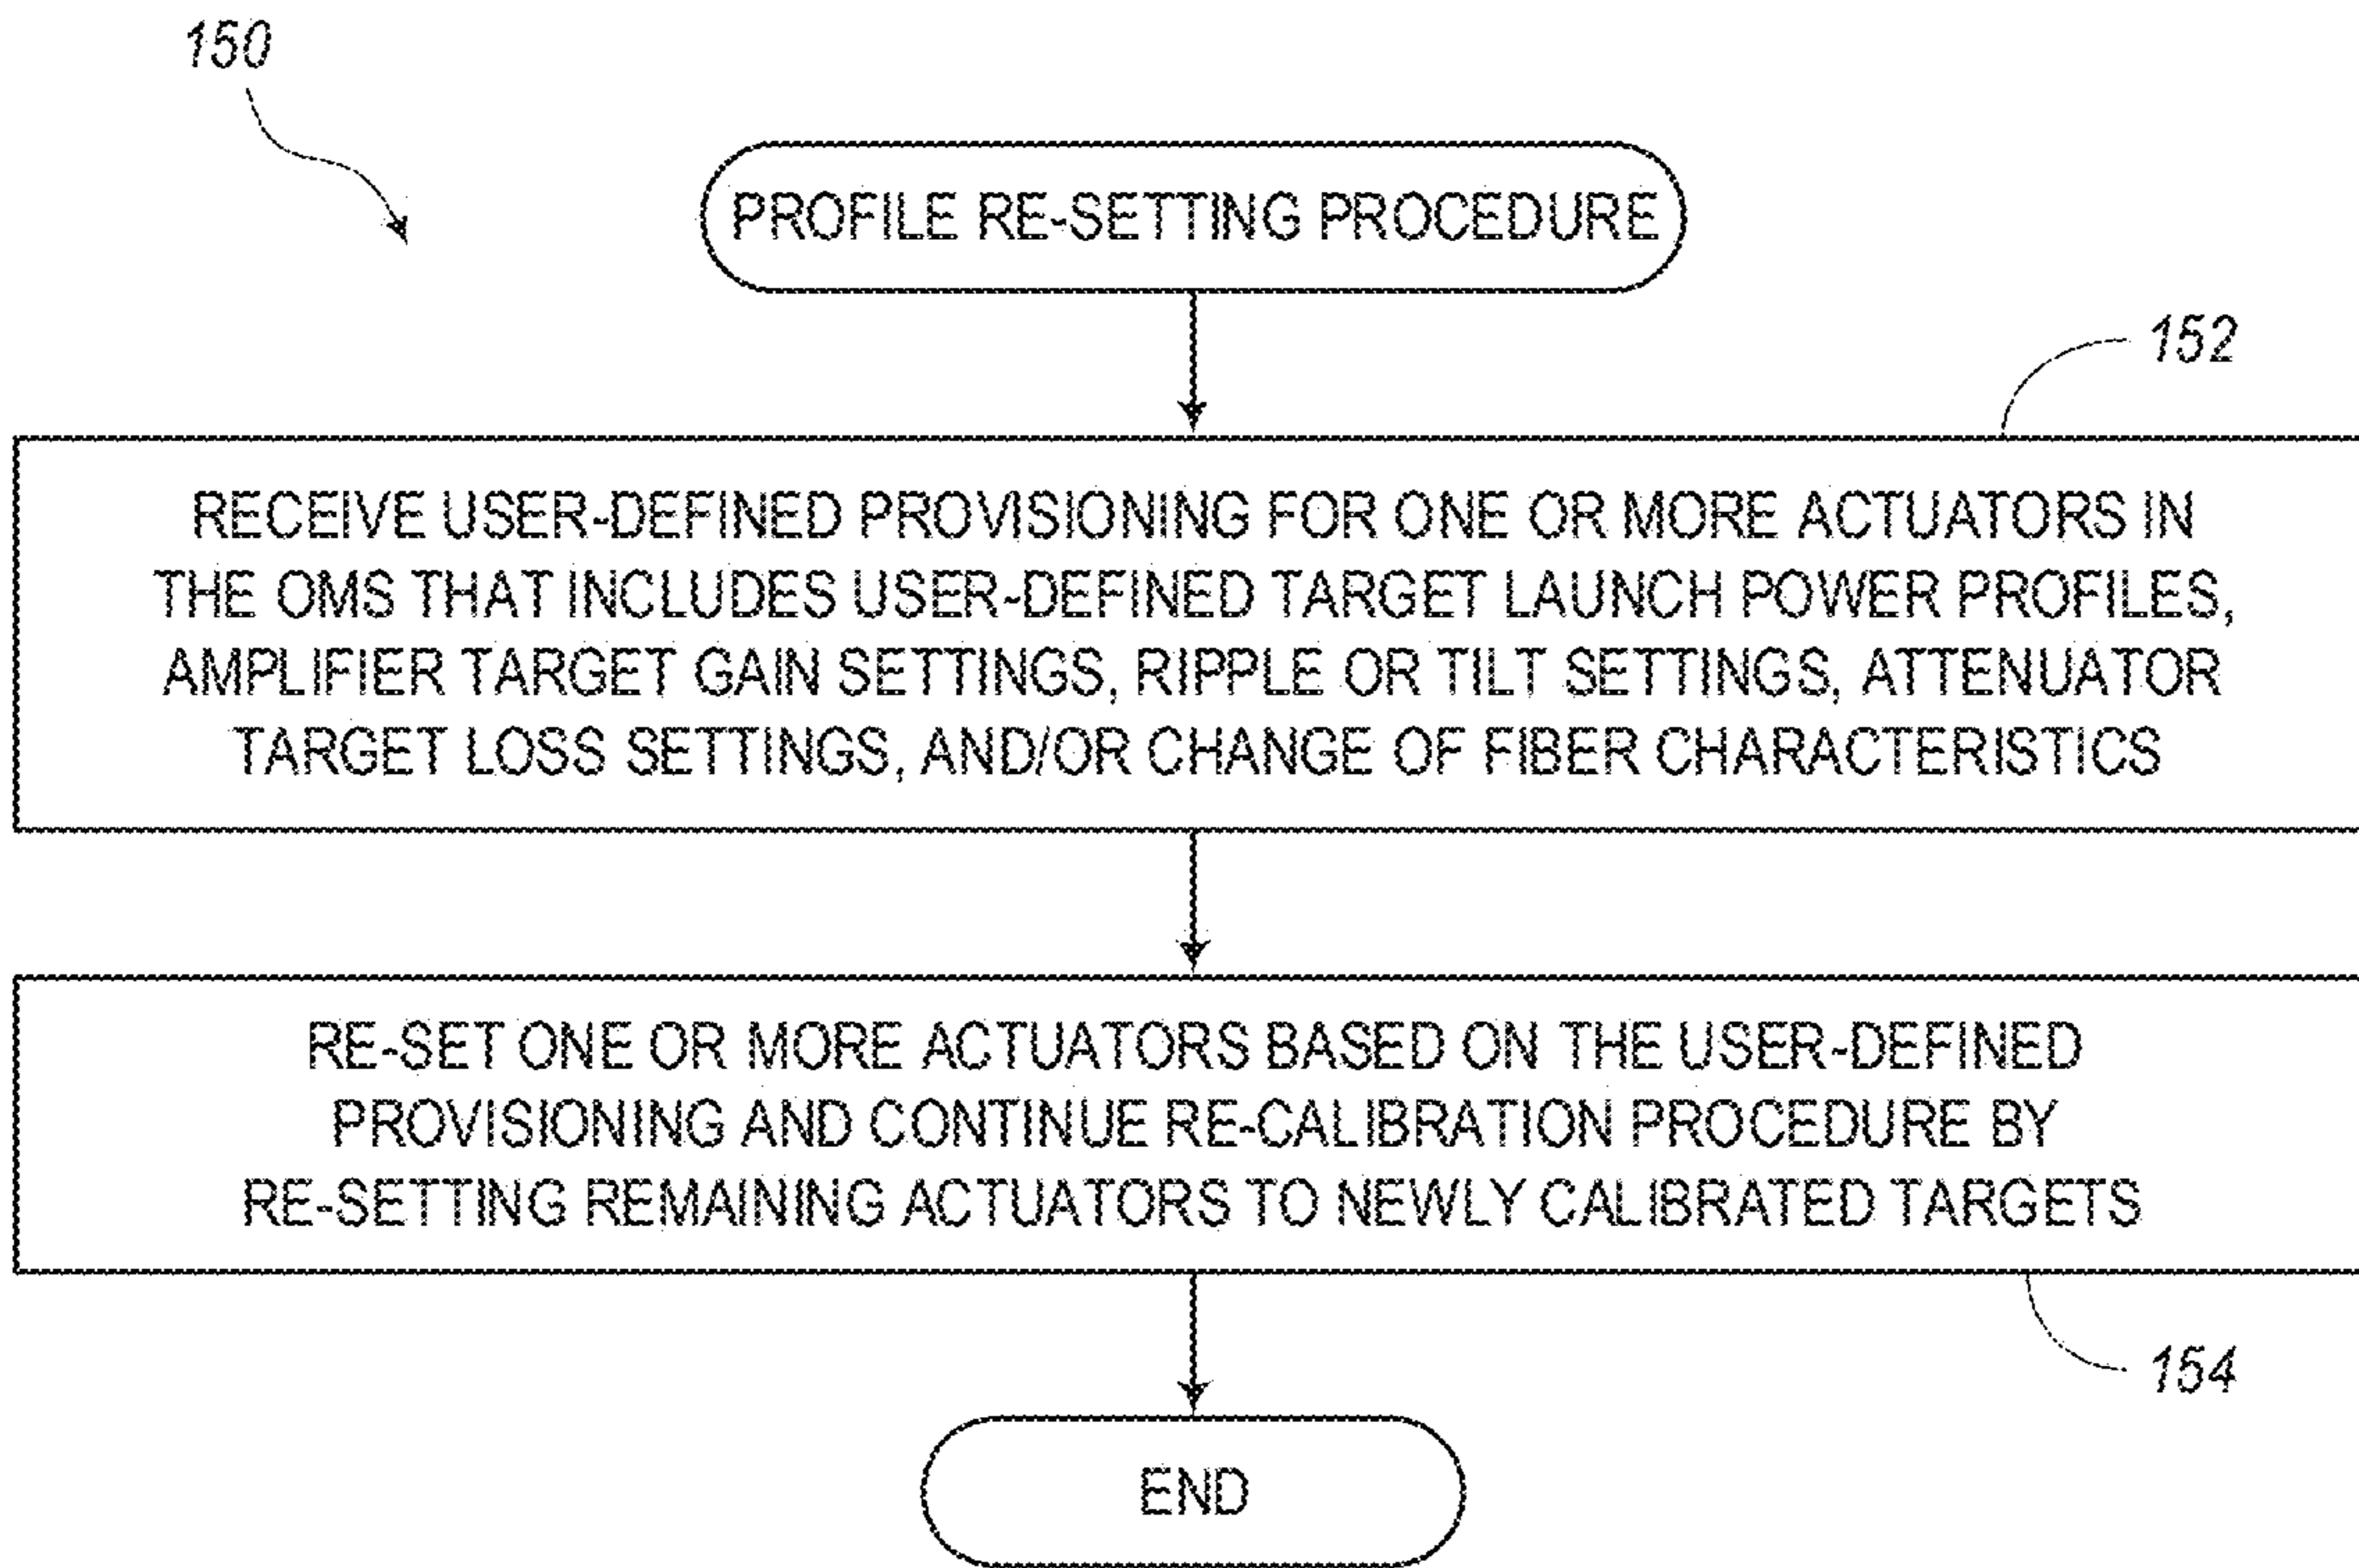 150
PROFILE RE-SETTING PROCEDURE
152
RECEIVE USER-DEFINED PROVISIONING FOR ONE OR MORE ACTUATORS IN
THE OMS THAT INCLUDES USER-DEFINED TARGET LAUNCH POWER PROFILES,
AMPLIFIER TARGET GAIN SETTINGS, RIPPLE OR TILT SETTINGS, ATTENUATOR
TARGET LOSS SETTINGS, AND/OR CHANGE OF FIBER CHARACTERISTICS
RE-SET ONE OR MORE ACTUATORS BASED ON THE USER-DEFINED
PROVISIONING AND CONTINUE RE-CALIBRATION PROCEDURE BY
RE-SETTING REMAINING ACTUATORS TO NEWLY CALIBRATED TARGETS
154
END